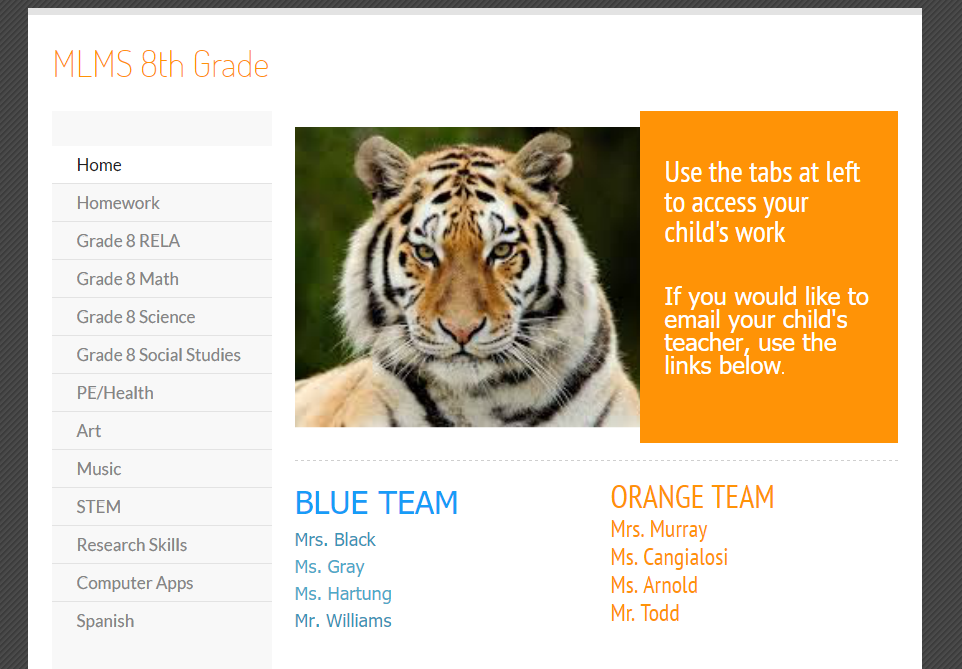 MLMS 8th Grade
Home
Homework
Grade 8 RELA
Grade 8 Math
Grade 8 Science
Grade 8 Social Studies
PE/Health
Art
Music
STEM
Research Skills
Computer Apps
Spanish
Use the tabs at left
to access your
child's work
If you would like to
email your child's
teacher, use the
links below.
BLUE TEAM
Mrs. Black
Ms. Gray
Ms. Hartung
Mr. Williams
ORANGE TEAM
Mrs. Murray
Ms. Cangialosi
Ms. Arnold
Mr. Todd